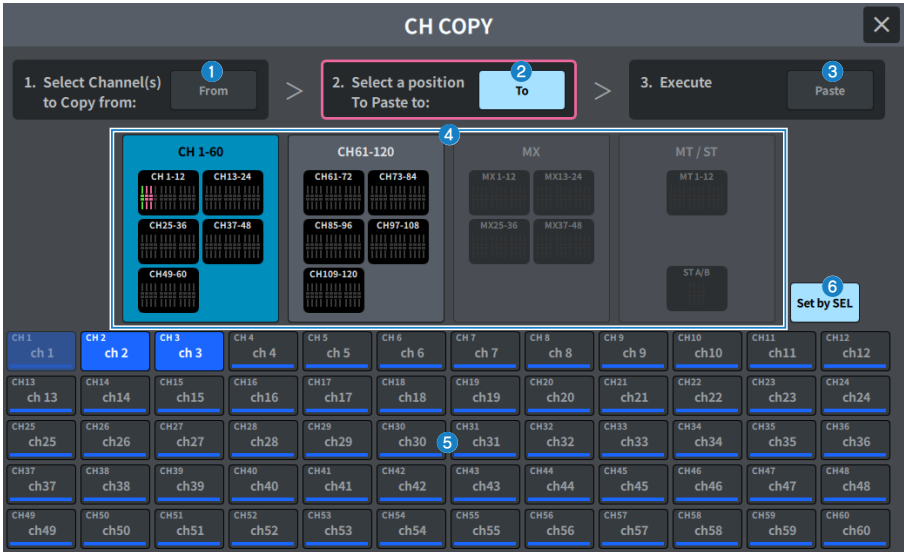 CH COPY
1. Select Channel(s)
to Copy from:
1
From
>
2. Select a position
To Paste to:
2
To
>
3. Execute
3
Paste
4
CH 1-60
CH61-120
MX
MT / ST
CH 1-12 CH13-24
CH61-72 CH73-84
MX 1-12 MX13-24
MT 1-12
CH25-36 CH37-48
CH85-96 CH97-108
MX25-36 MX37-48
CH49-60
CH109-120
ST A/B
6
Set by SEL
CH 1 CH 2 CH 3 CH 4 CH 5 CH 6 CH 7 CH 8 CH 9 CH10 CH11 CH12
ch 1 ch 2 ch 3 ch 4 ch 5 ch 6 ch 7 ch 8 ch 9 ch10 ch11 ch12
CH13 CH14 CH15 CH16 CH17 CH18 CH19 CH20 CH21 CH22 CH23 CH24
ch 13 ch14 ch15 ch16 ch17 ch18 ch19 ch20 ch21 ch22 ch23 ch24
CH25 CH26 CH27 CH28 CH29 CH30 CH31 CH32 CH33 CH34 CH35 CH36
ch25 ch26 ch27 ch28 ch29 ch30 5 ch31 ch32 ch33 ch34 ch35 ch36
CH37 CH38 CH39 CH40 CH41 CH42 CH43 CH44 CH45 CH46 CH47 CH48
ch37 ch38 ch39 ch40 ch41 ch42 ch43 ch44 ch45 ch46 ch47 ch48
CH49 CH50 CH51 CH52 CH53 CH54 CH55 CH56 CH57 CH58 CH59 CH60
ch49 ch50 ch51 ch52 ch53 ch54 ch55 ch56 ch57 ch58 ch59 ch60